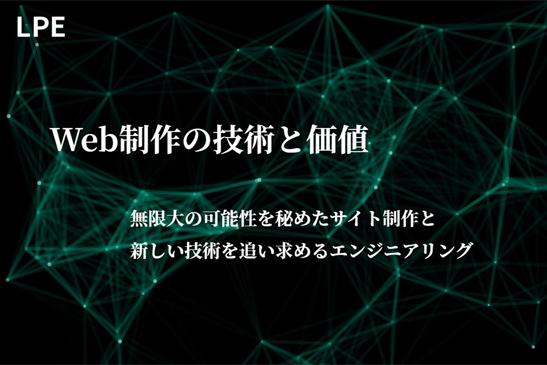 LPE
Web制作の技術と価値
無限大の可能性を秘めたサイト制作と
新しい技術を追い求めるエンジニアリング